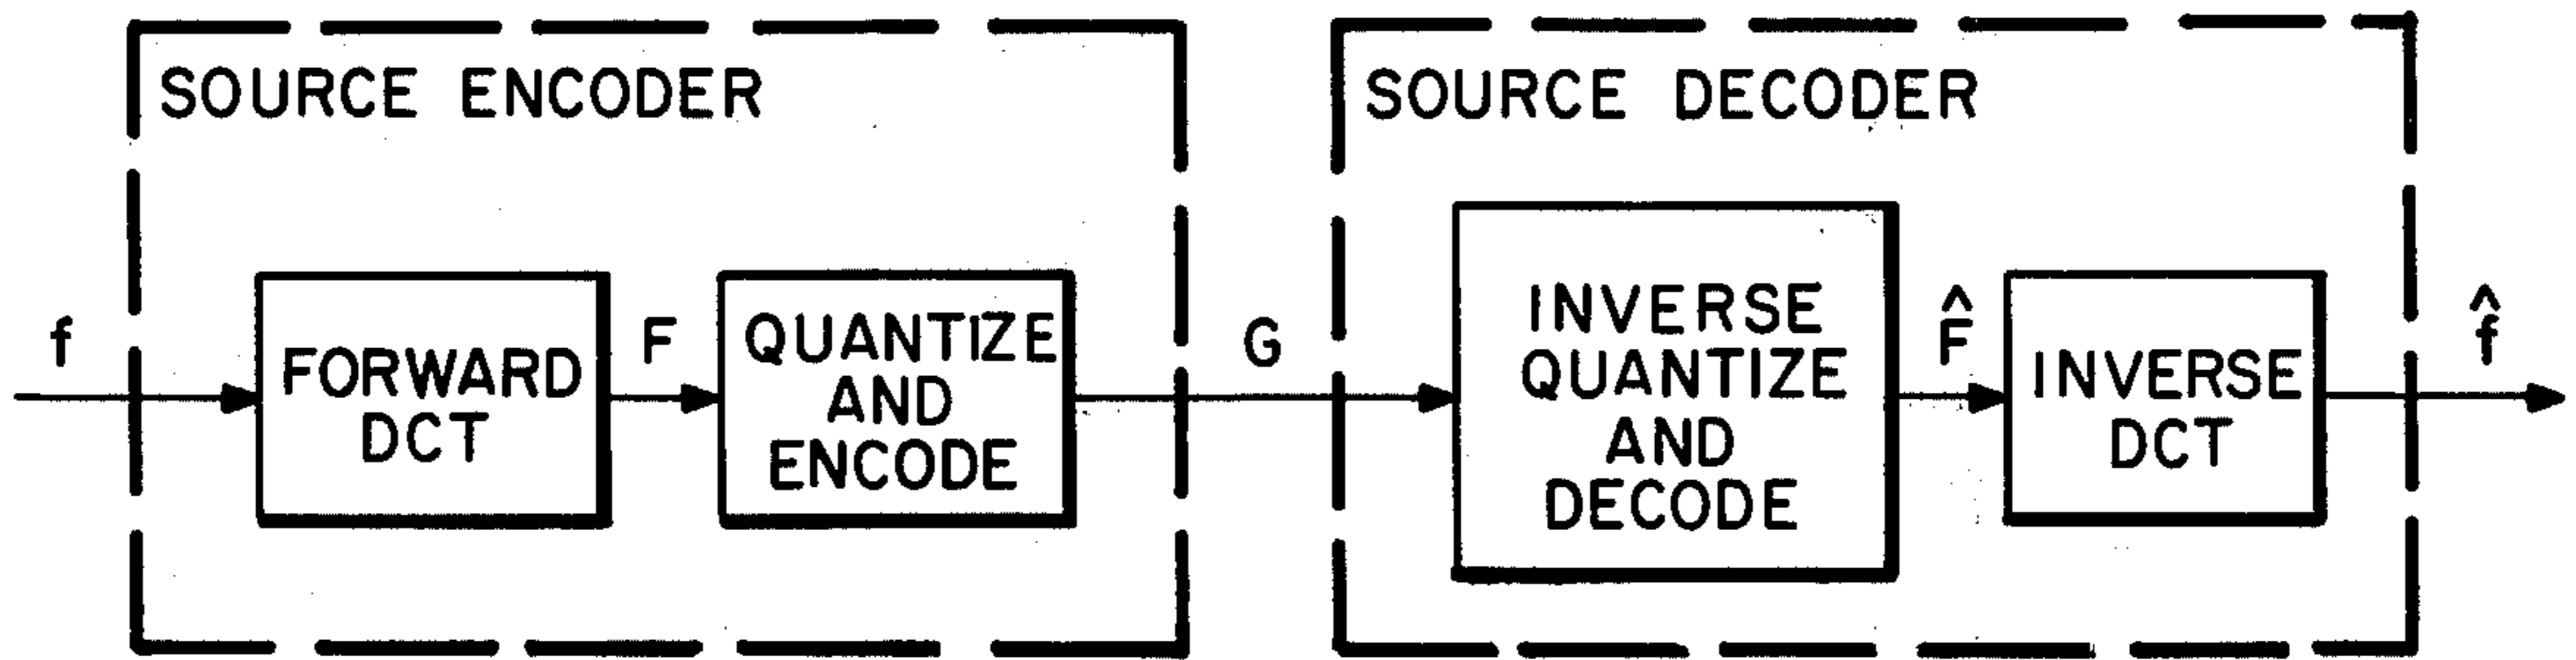 SOURCE ENCODER
f
FORWARD
DCT
F
QUANTIZE
AND
ENCODE
G
SOURCE DECODER
INVERSE
QUANTIZE
AND
DECODE
F̂
INVERSE
DCT
f̂